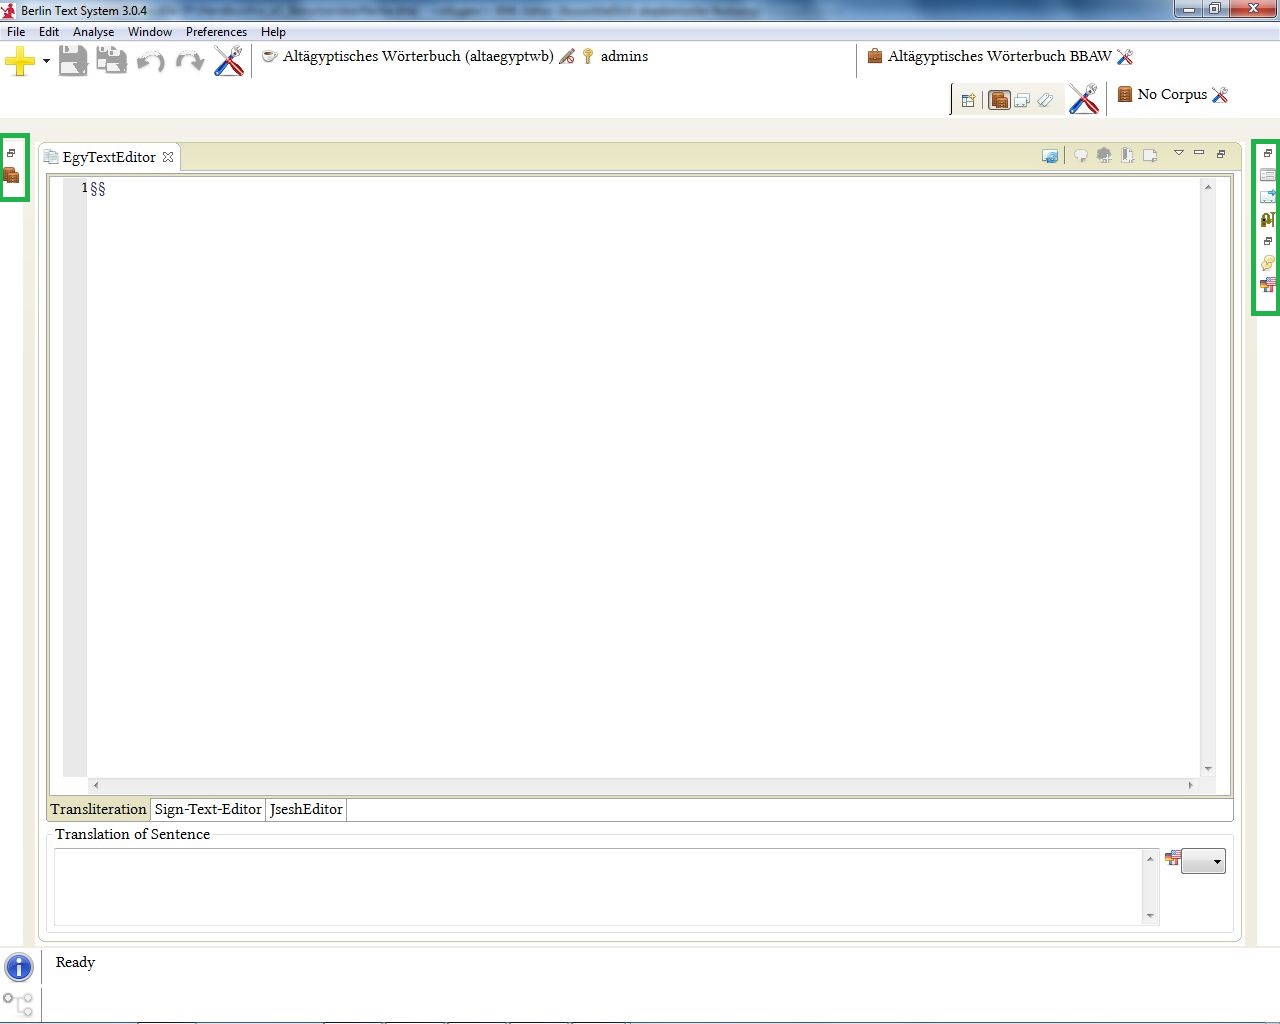 Berlin Text System 3.0.4
File Edit Analyse Window Preferences Help
Altägyptisches Wörterbuch (altaegyptwb) admins Altägyptisches Wörterbuch BBAW
No Corpus
EgyTextEditor
1 §§
Transliteration Sign-Text-Editor JseshEditor
Translation of Sentence
Ready